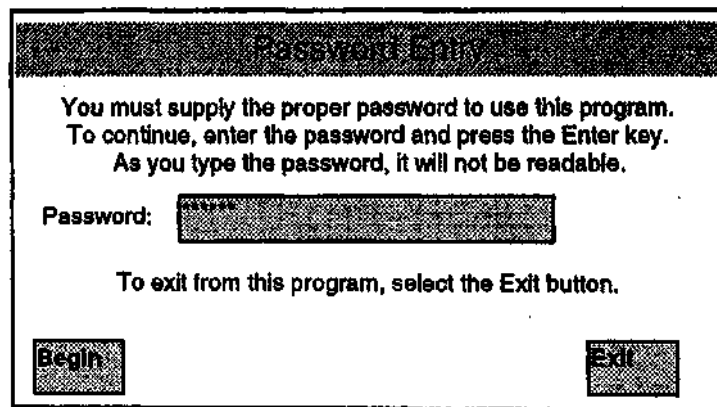 Password Entry
You must supply the proper password to use this program.
To continue, enter the password and press the Enter key.
As you type the password, it will not be readable.
Password: ******
To exit from this program, select the Exit button.
Begin Exit